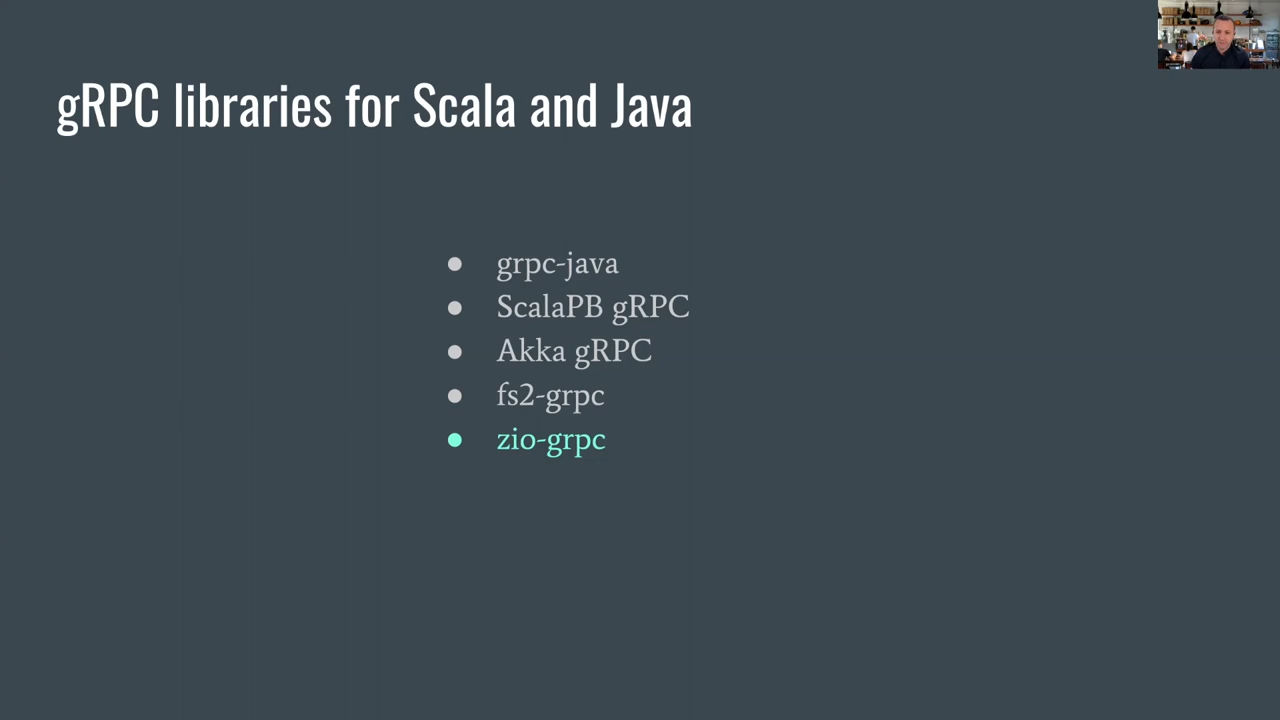 gRPC libraries for Scala and Java
● grpc-java
● ScalaPB gRPC
● Akka gRPC
● fs2-grpc
● zio-grpc